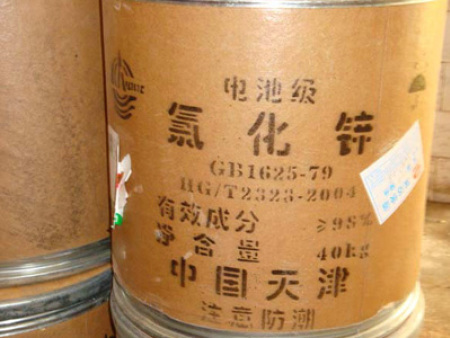 电池级
氯化锌
GB1625-79
HG/T2323-2004
有效成分 ≥98%
净含量 40kg
中国天津
注意防潮